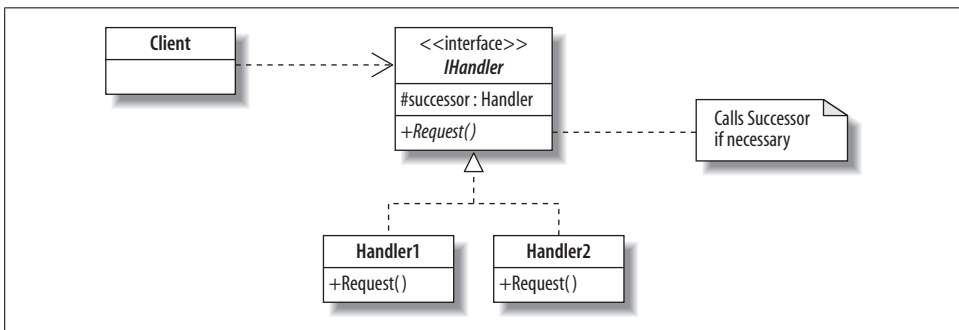 Client
<<interface>>
IHandler
#successor : Handler
+Request()
Calls Successor
if necessary
Handler1
+Request()
Handler2
+Request()